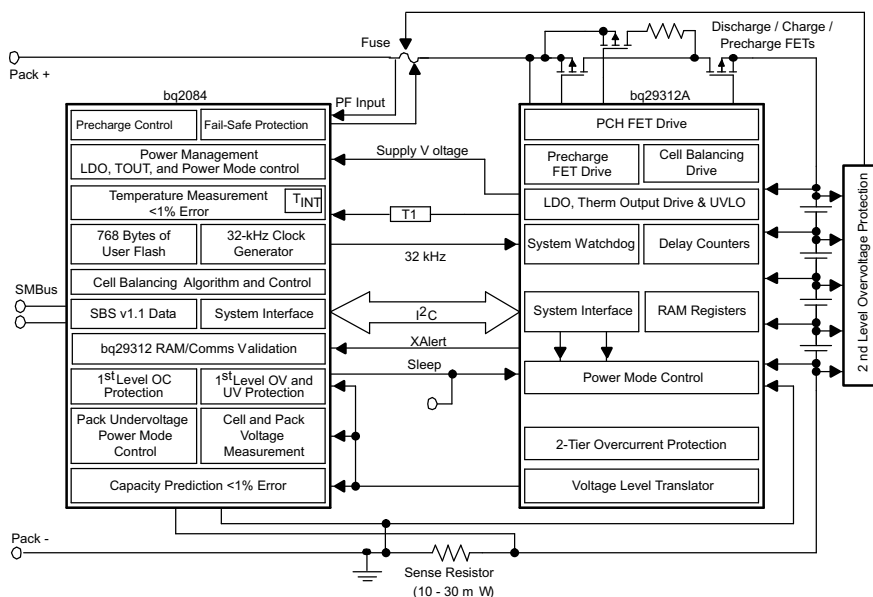 Discharge / Charge /
Precharge FETs
Fuse
Pack +
bq2084
PF Input
bq29312A
Precharge Control
Fail-Safe Protection
PCH FET Drive
Power Management
LDO, TOUT, and Power Mode control
Supply V oltage
Precharge
FET Drive
Cell Balancing
Drive
Temperature Measurement
<1% Error
TINT
T1
LDO, Therm Output Drive & UVLO
768 Bytes of
User Flash
32-kHz Clock
Generator
32 kHz
System Watchdog
Delay Counters
2 nd Level Overvoltage Protection
Cell Balancing Algorithm and Control
SMBus
SBS v1.1 Data
System Interface
I2C
System Interface
RAM Registers
bq29312 RAM/Comms Validation
XAlert
Sleep
1st Level OC
Protection
1st Level OV and
UV Protection
Power Mode Control
Pack Undervoltage
Power Mode
Control
Cell and Pack
Voltage
Measurement
2-Tier Overcurrent Protection
Capacity Prediction <1% Error
Voltage Level Translator
Pack -
Sense Resistor
(10 - 30 m W)